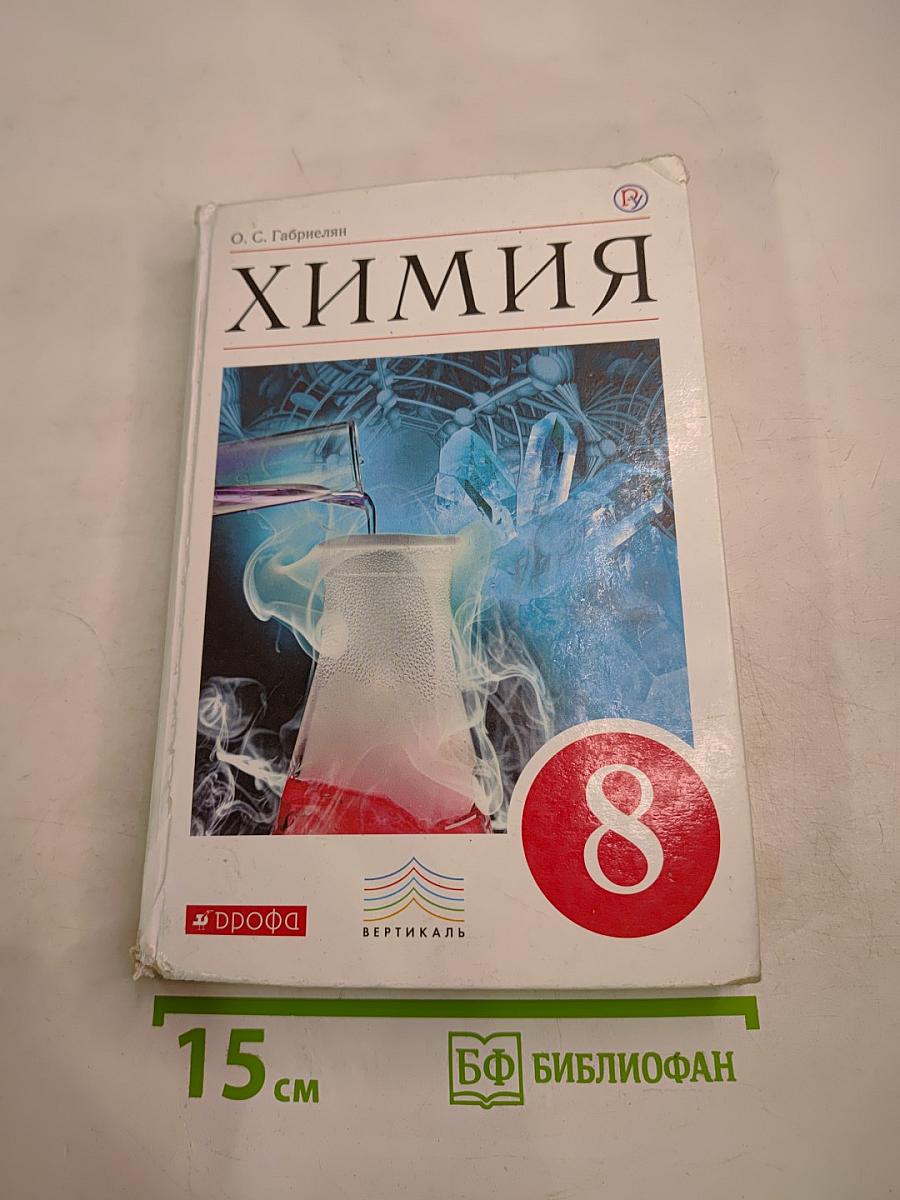 О. С. Габриелян
ХИМИЯ
8
дрофа
ВЕРТИКАЛЬ
15 см
БФ БИБЛИОФАН